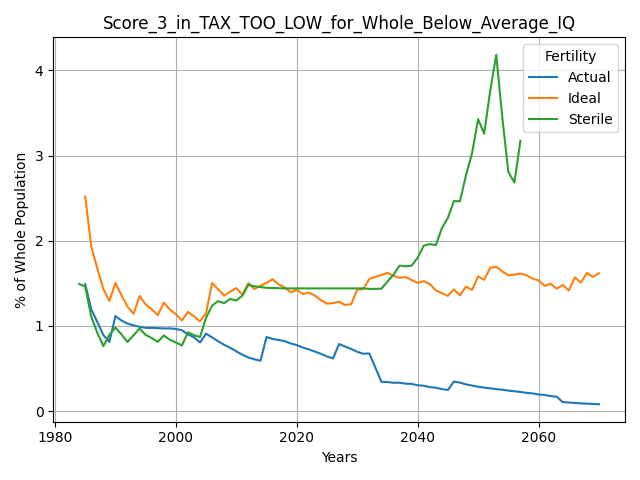 Score_3_in_TAX_TOO_LOW_for_Whole_Below_Average_IQ
Fertility
Actual
Ideal
Sterile
% of Whole Population
4
3
2
1
0
1980 2000 2020 2040 2060
Years